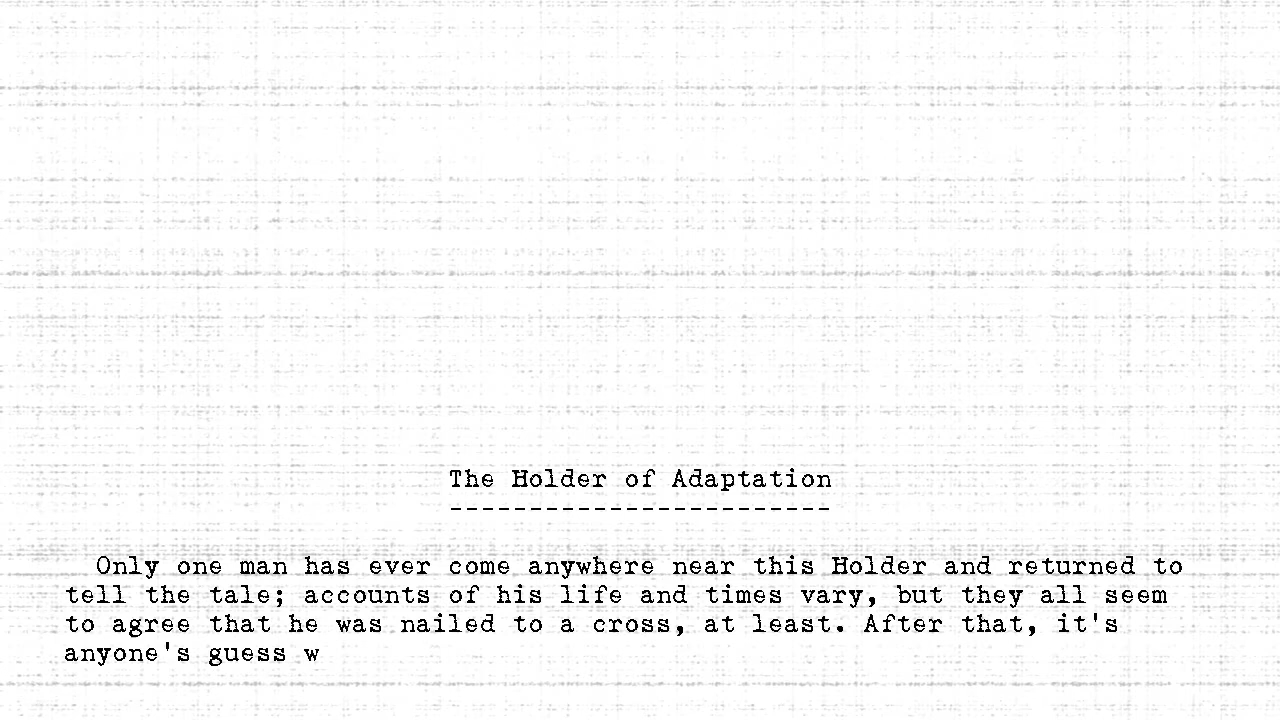 The Holder of Adaptation
------------------------
Only one man has ever come anywhere near this Holder and returned to
tell the tale; accounts of his life and times vary, but they all seem
to agree that he was nailed to a cross, at least. After that, it's
anyone's guess w